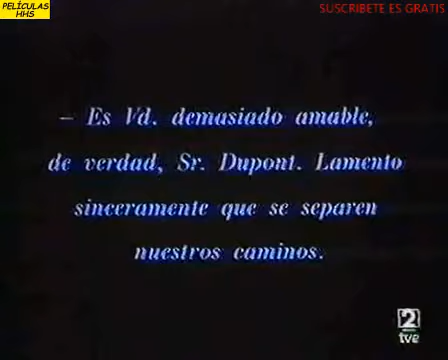 PELÍCULAS
HHS
SUSCRIBETE ES GRATIS
– Es Vd. demasiado amable,
de verdad, Sr. Dupont. Lamento
sinceramente que se separen
nuestros caminos.
2
tve